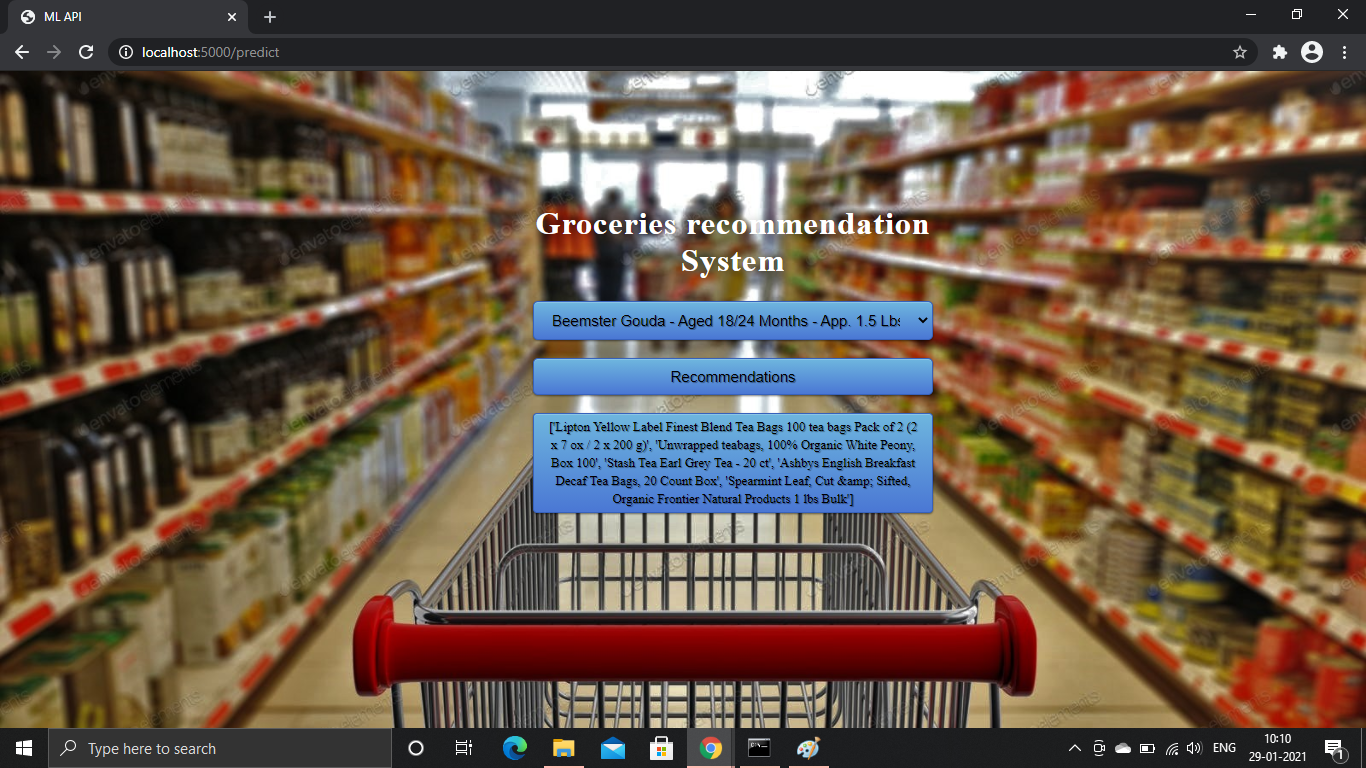 ML API
localhost:5000/predict
envatoelements
Groceries recommendation
System
Beemster Gouda - Aged 18/24 Months - App. 1.5 Lbs
Recommendations
['Lipton Yellow Label Finest Blend Tea Bags 100 tea bags Pack of 2 (2
x 7 ox / 2 x 200 g)', 'Unwrapped teabags, 100% Organic White Peony,
Box 100', 'Stash Tea Earl Grey Tea - 20 ct', 'Ashbys English Breakfast
Decaf Tea Bags, 20 Count Box', 'Spearmint Leaf, Cut &amp; Sifted,
Organic Frontier Natural Products 1 lbs Bulk']
Type here to search
ENG
10:10
29-01-2021
1